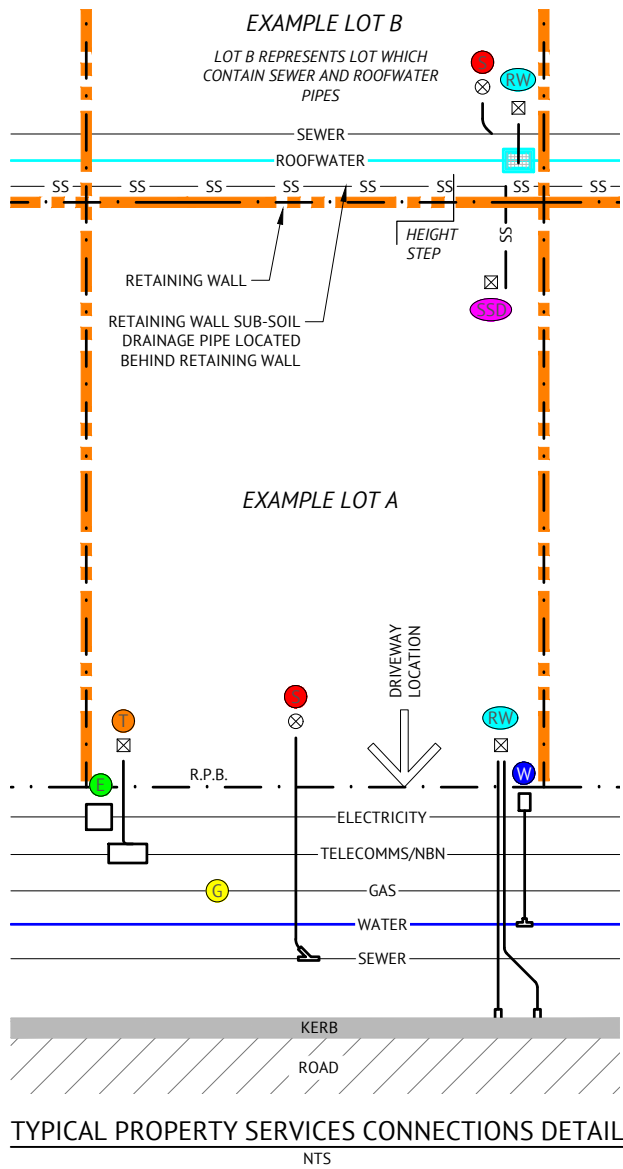 EXAMPLE LOT B
LOT B REPRESENTS LOT WHICH
CONTAIN SEWER AND ROOFWATER
PIPES
S
RW
SEWER
ROOFWATER
SS SS SS SS SS SS SS SS
HEIGHT
STEP
SS
RETAINING WALL
SSD
RETAINING WALL SUB-SOIL
DRAINAGE PIPE LOCATED
BEHIND RETAINING WALL
EXAMPLE LOT A
DRIVEWAY
LOCATION
S
T
RW
R.P.B.
W
E
ELECTRICITY
TELECOMMS/NBN
G
GAS
WATER
SEWER
KERB
ROAD
TYPICAL PROPERTY SERVICES CONNECTIONS DETAIL
NTS